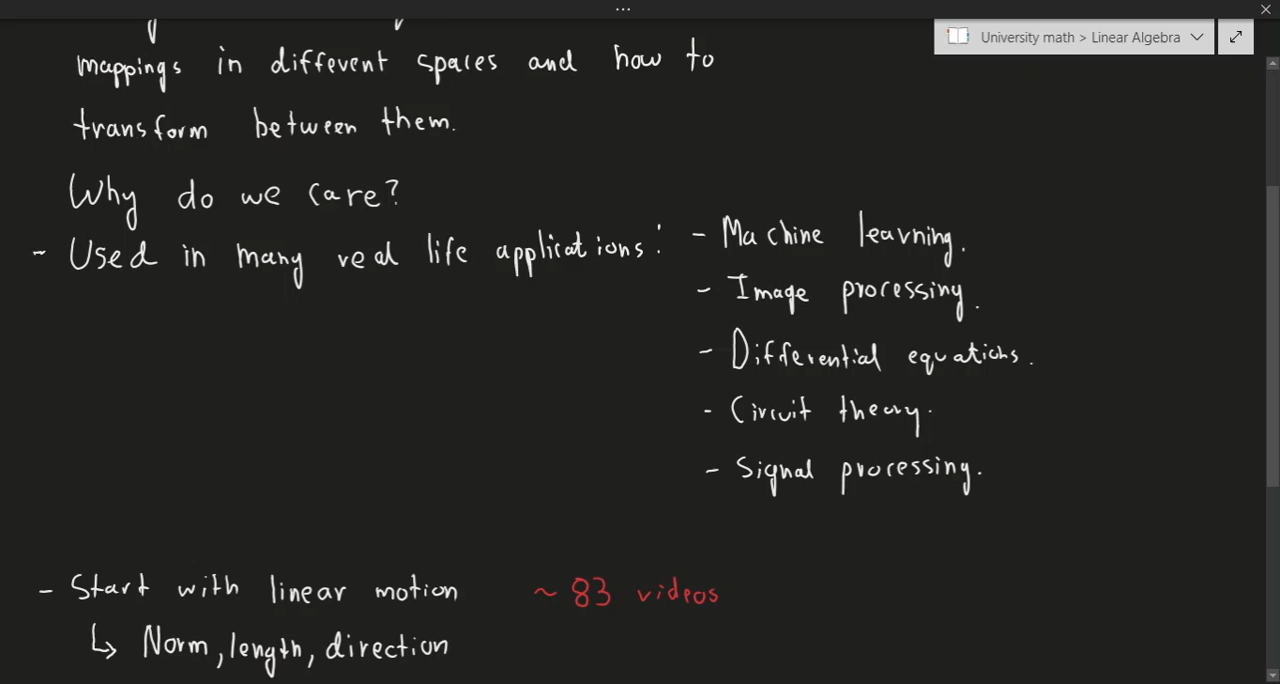 University math > Linear Algebra
mappings in different spaces and how to
transform between them.
Why do we care?
- Used in many real life applications:
- Machine learning.
- Image processing.
- Differential equations.
- Circuit theory.
- Signal processing.
- Start with linear motion ~ 83 videos
↳ Norm, length, direction